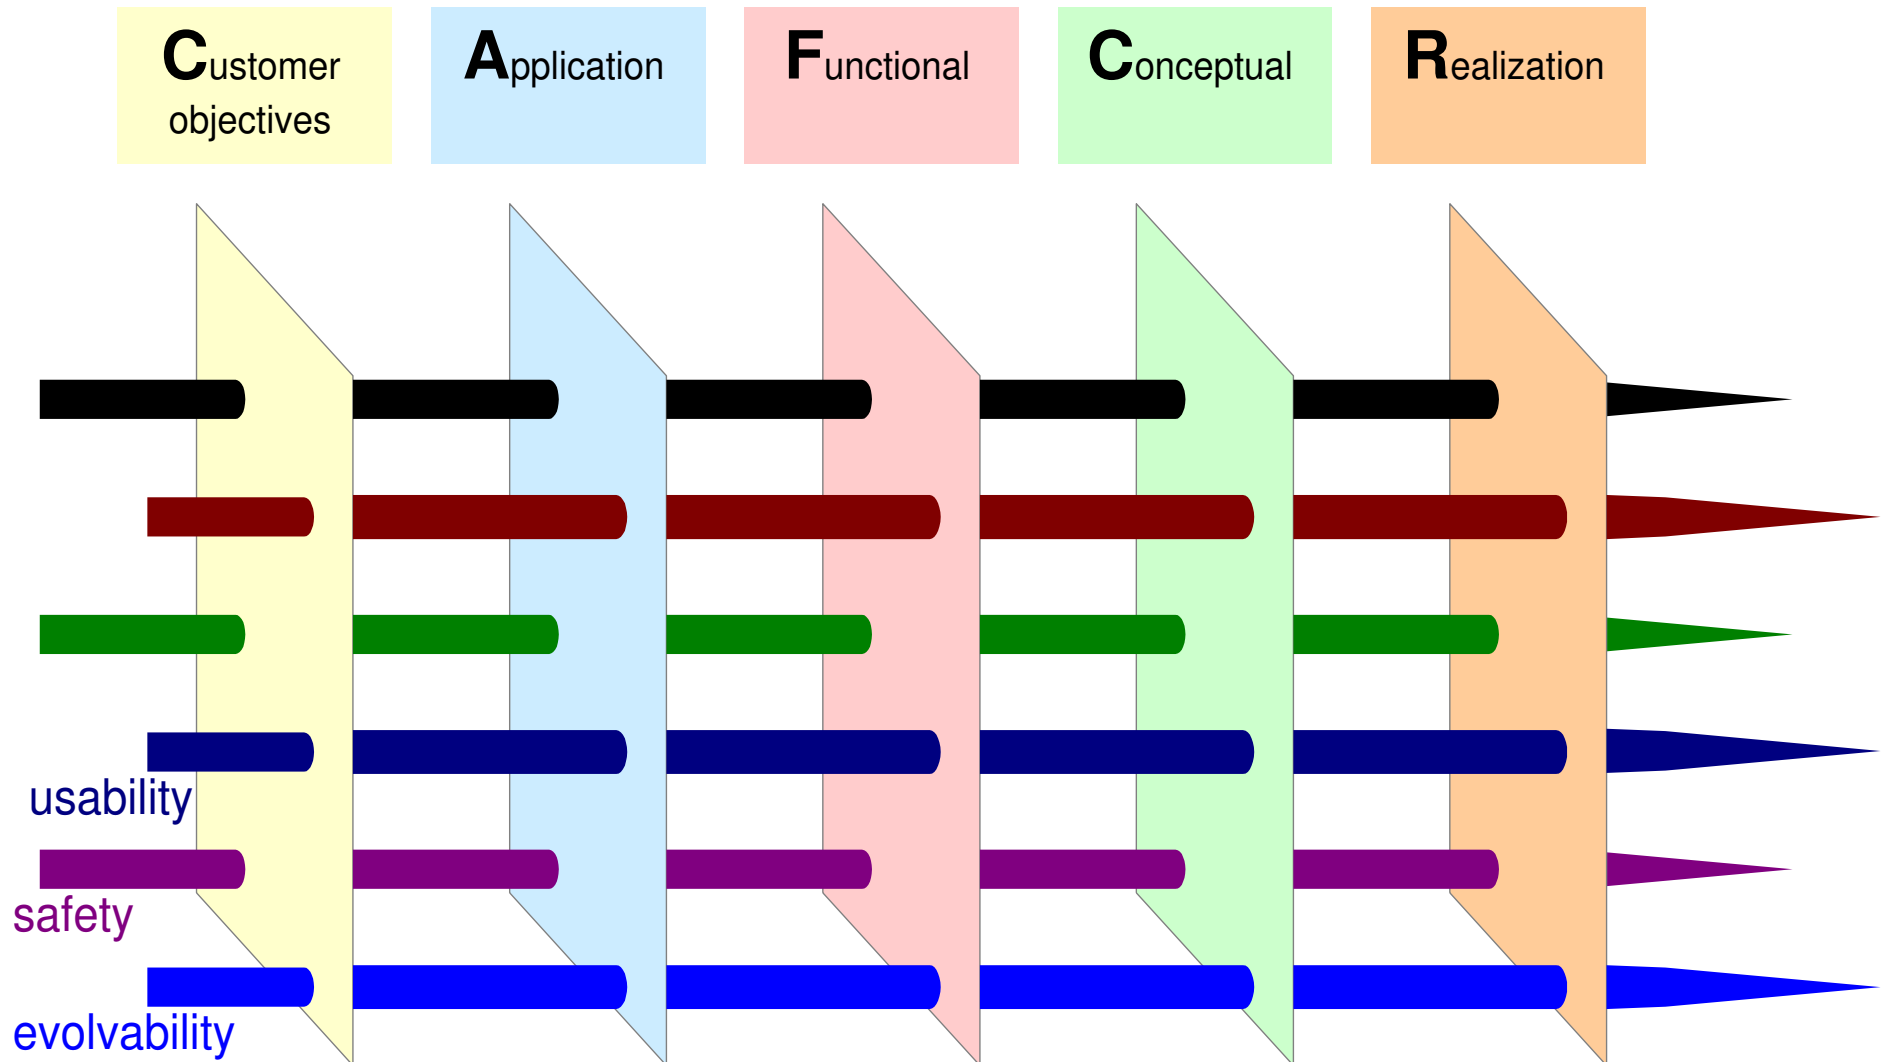 Customer
objectives
Application
Functional
Conceptual
Realization
usability
safety
evolvability